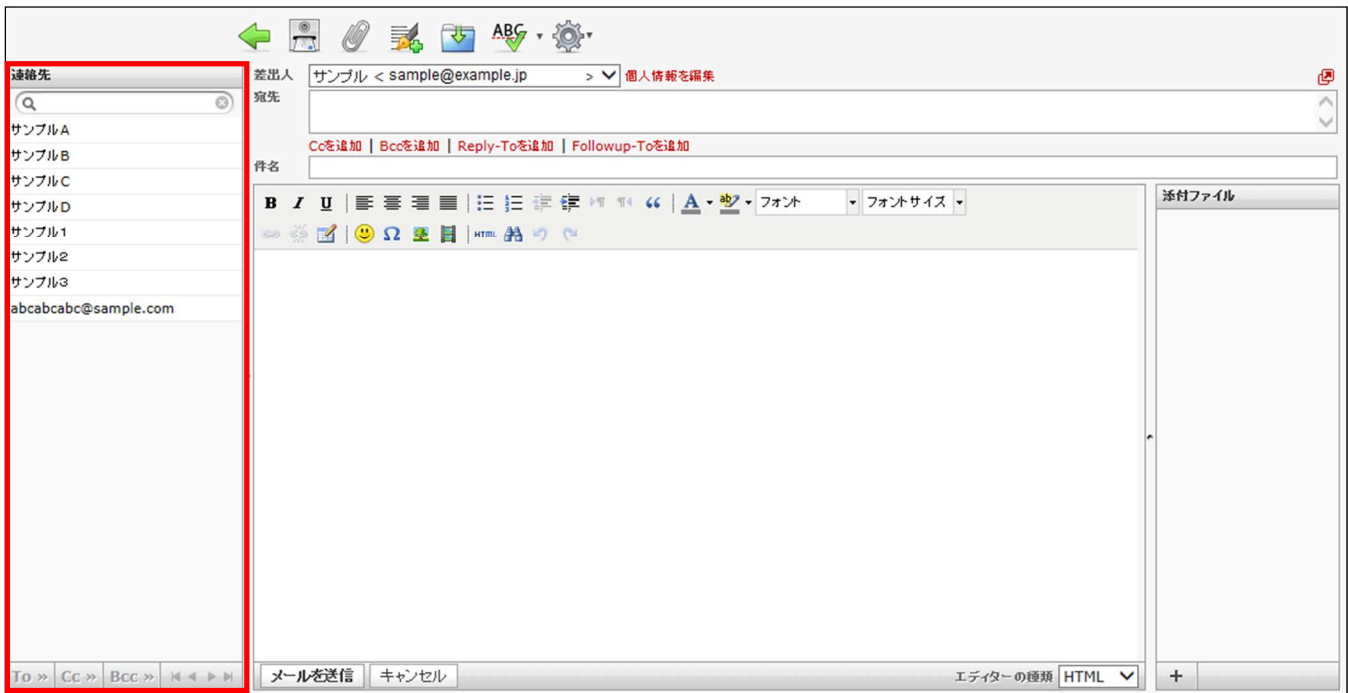 ABC
連絡先
サンプルA
サンプルB
サンプルC
サンプルD
サンプル1
サンプル2
サンプル3
abcabcabc@sample.com
To » Cc » Bcc »
差出人 サンプル < sample@example.jp > 個人情報を編集
宛先
Ccを追加 | Bccを追加 | Reply-Toを追加 | Followup-Toを追加
件名
B I U A ab フォント フォントサイズ
Ω HTML
添付ファイル
メールを送信 キャンセル エディターの種類 HTML +